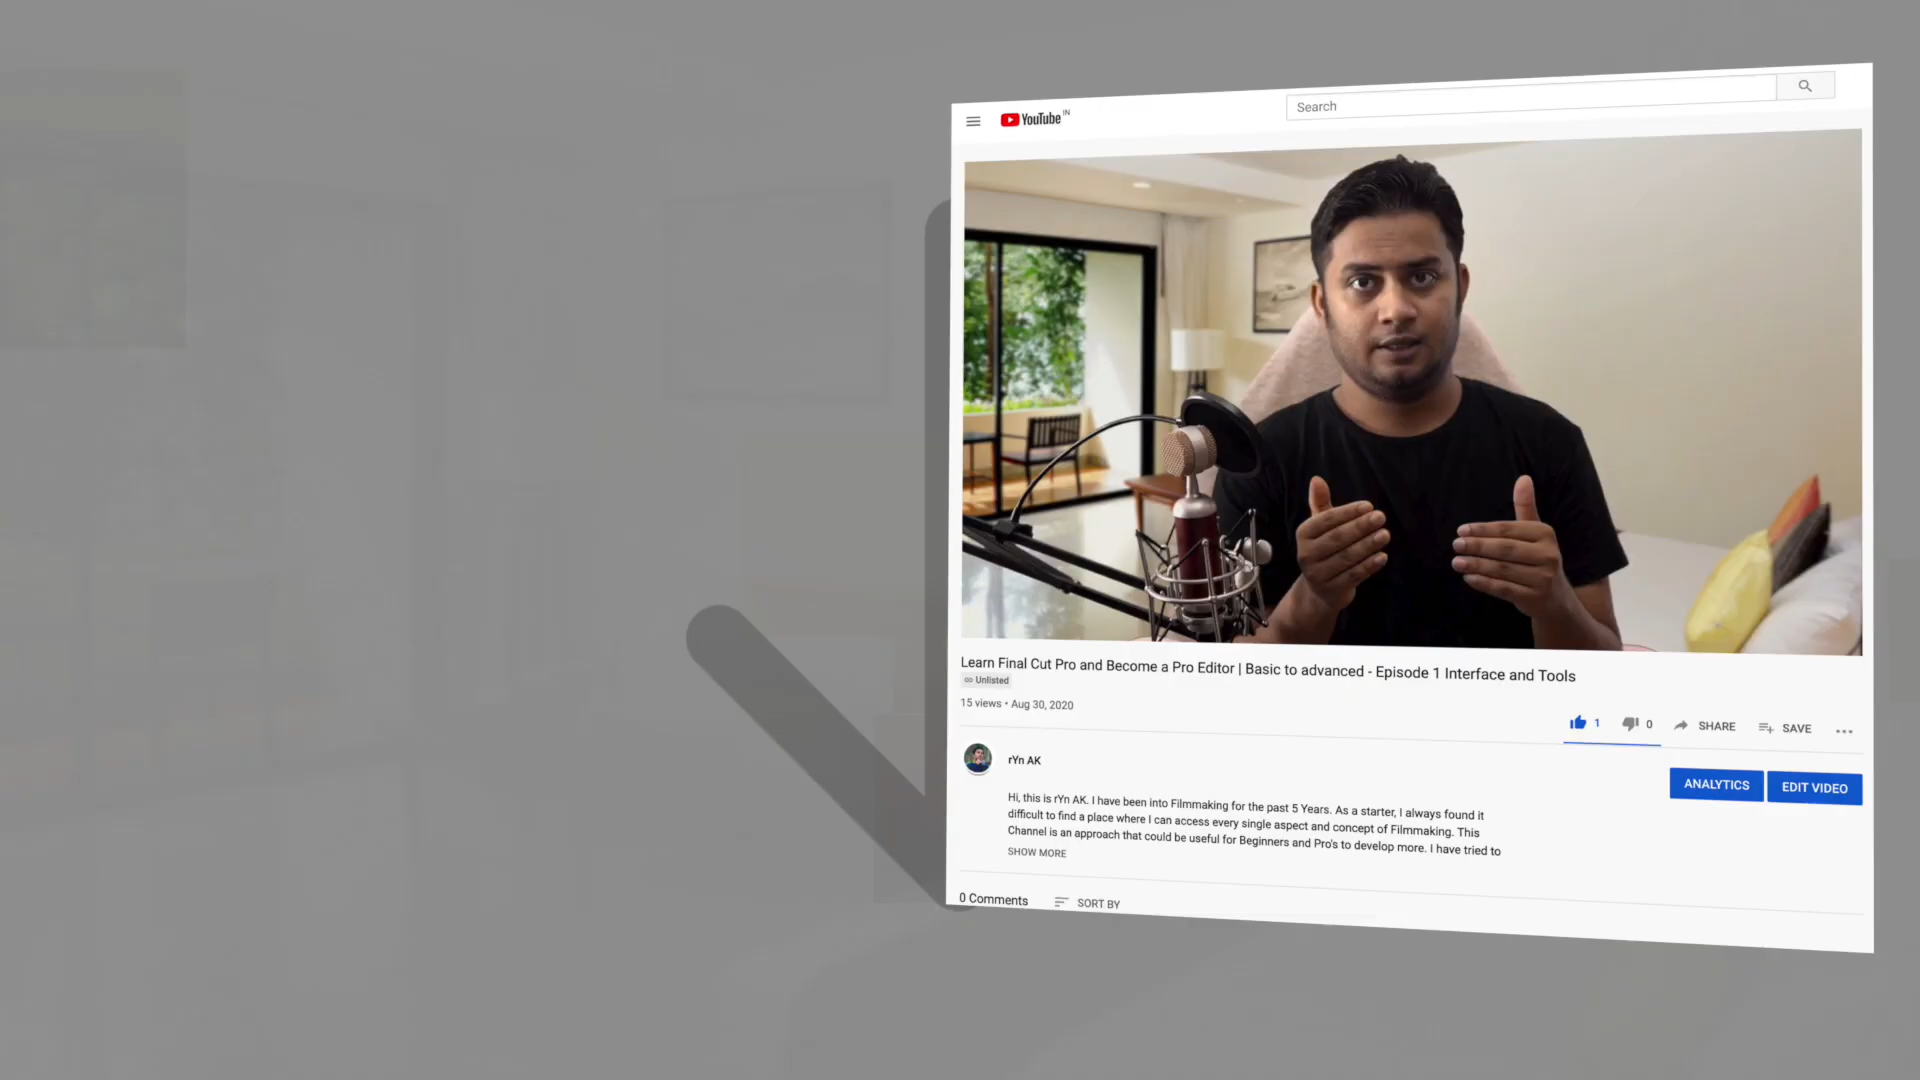 YouTube IN
Search
Learn Final Cut Pro and Become a Pro Editor | Basic to advanced - Episode 1 Interface and Tools
Unlisted
15 views • Aug 30, 2020
1
0
SHARE
SAVE
rYn AK
ANALYTICS
EDIT VIDEO
Hi, this is rYn AK. I have been into Filmmaking for the past 5 Years. As a starter, I always found it
difficult to find a place where I can access every single aspect and concept of Filmmaking. This
Channel is an approach that could be useful for Beginners and Pro's to develop more. I have tried to
SHOW MORE
0 Comments
SORT BY